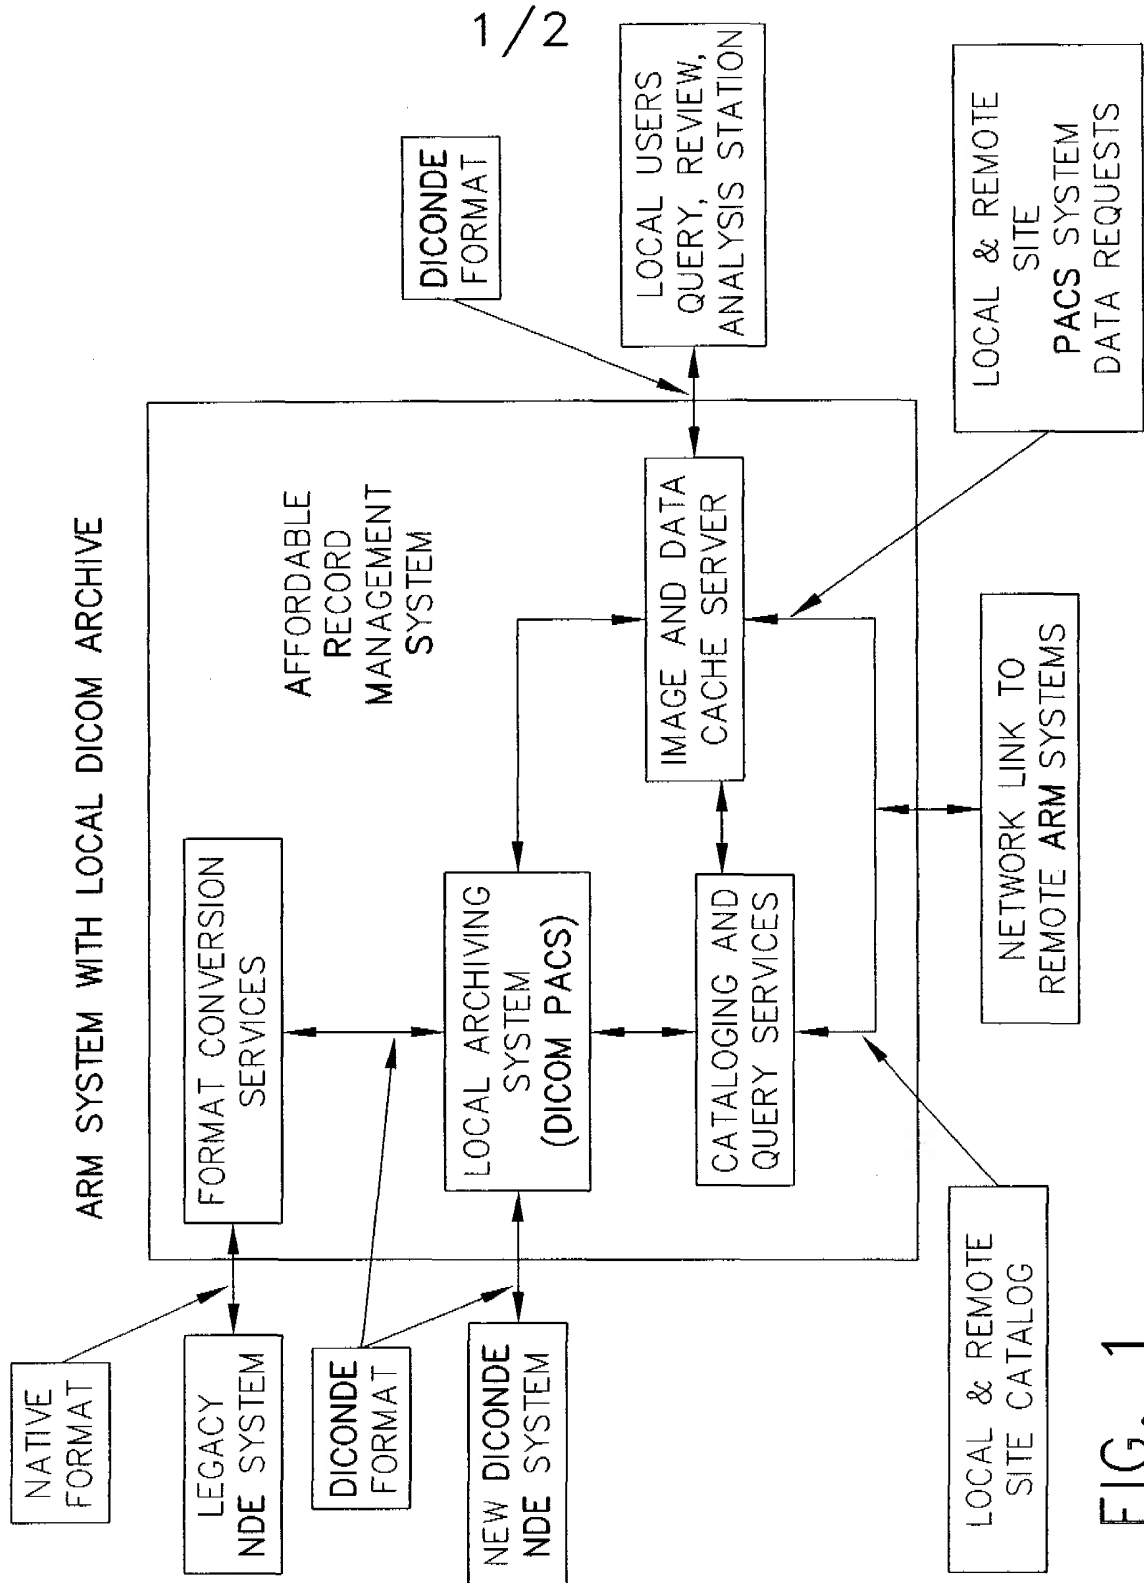 1/2
ARM SYSTEM WITH LOCAL DICOM ARCHIVE
NATIVE
FORMAT
LEGACY
NDE SYSTEM
DICONDE
FORMAT
NEW DICONDE
NDE SYSTEM
FORMAT CONVERSION
SERVICES
AFFORDABLE
RECORD
MANAGEMENT
SYSTEM
LOCAL ARCHIVING
SYSTEM
(DICOM PACS)
CATALOGING AND
QUERY SERVICES
IMAGE AND DATA
CACHE SERVER
DICONDE
FORMAT
LOCAL USERS
QUERY, REVIEW,
ANALYSIS STATION
LOCAL & REMOTE
SITE
PACS SYSTEM
DATA REQUESTS
NETWORK LINK TO
REMOTE ARM SYSTEMS
LOCAL & REMOTE
SITE CATALOG
FIG. 1